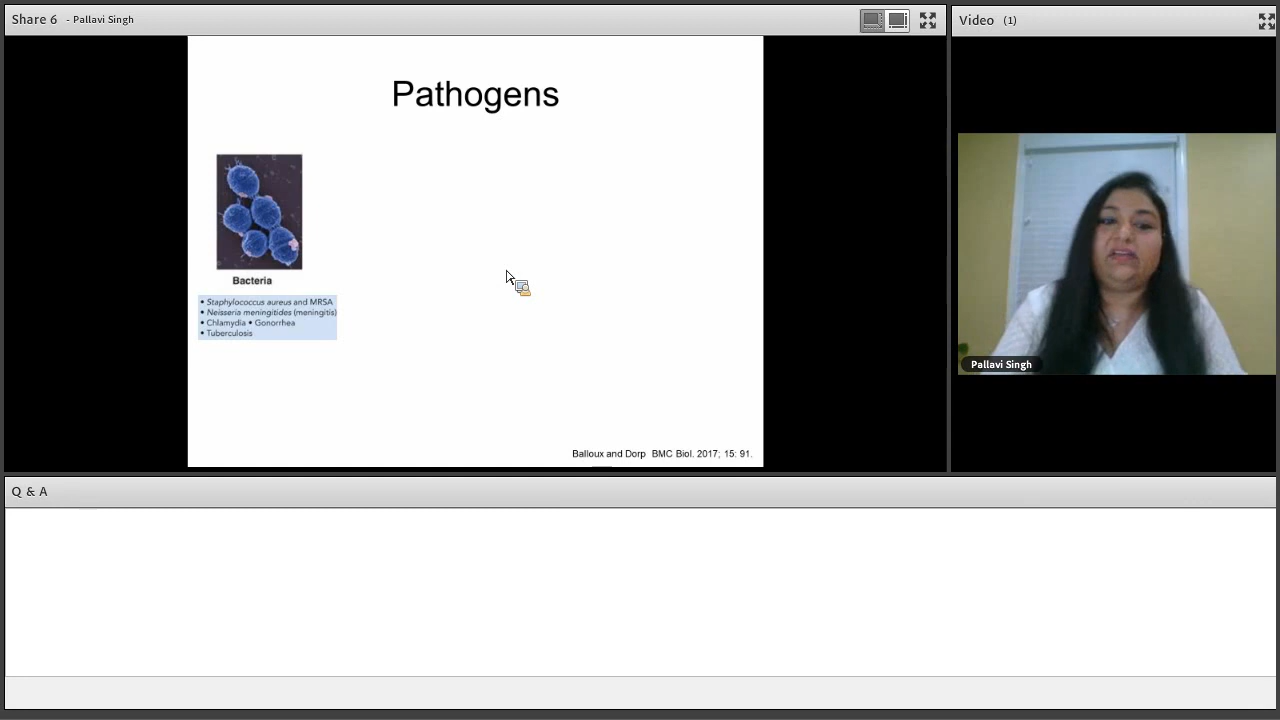 Share 6 - Pallavi Singh
Video (1)
Pathogens
Bacteria
• Staphylococcus aureus and MRSA
• Neisseria meningitides (meningitis)
• Chlamydia • Gonorrhea
• Tuberculosis
Balloux and Dorp BMC Biol. 2017; 15: 91.
Pallavi Singh
Q & A